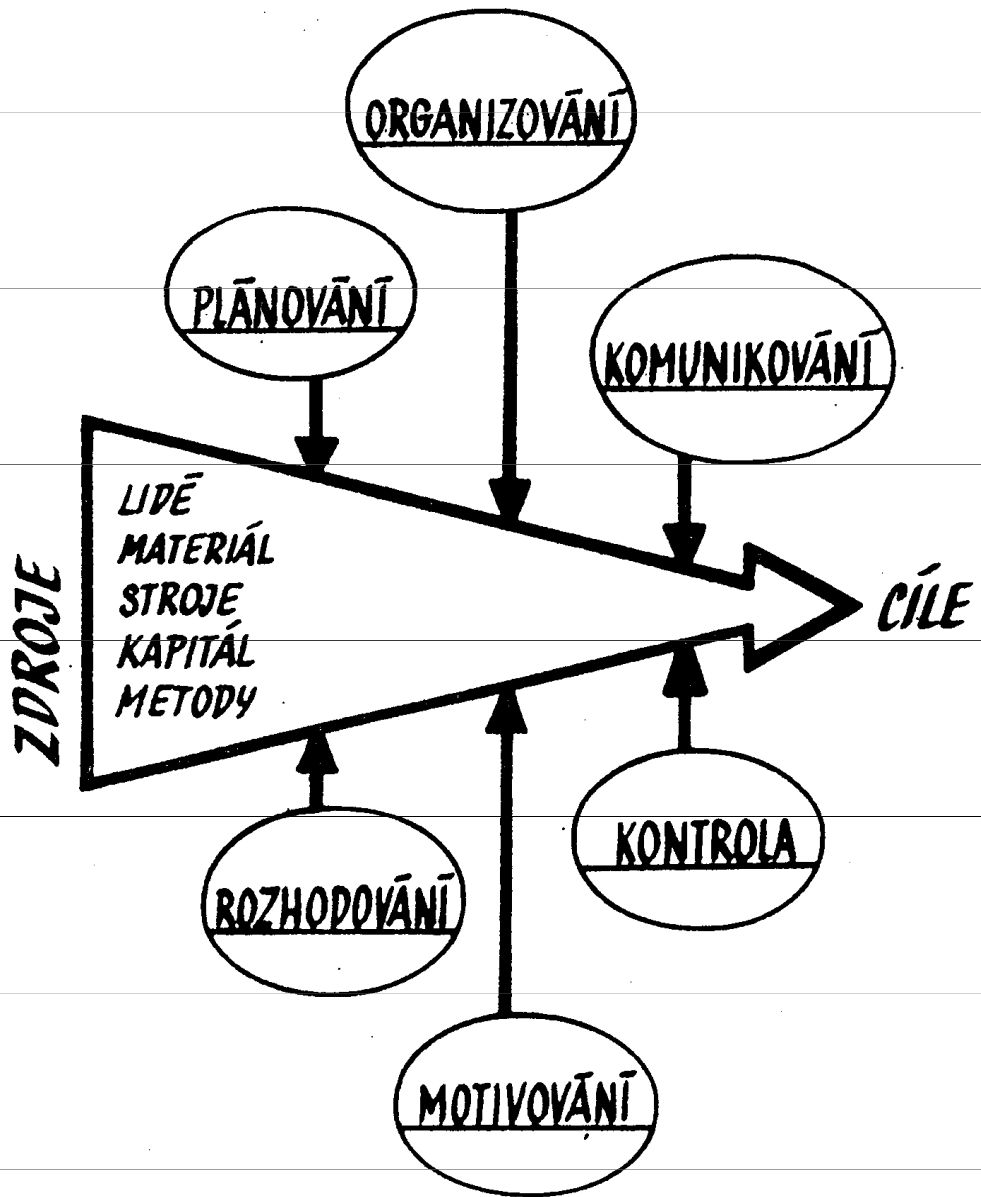 ORGANIZOVÁNÍ
PLÁNOVÁNÍ
KOMUNIKOVÁNÍ
ZDROJE
LIDÉ
MATERIÁL
STROJE
KAPITÁL
METODY
CÍLE
ROZHODOVÁNÍ
KONTROLA
MOTIVOVÁNÍ